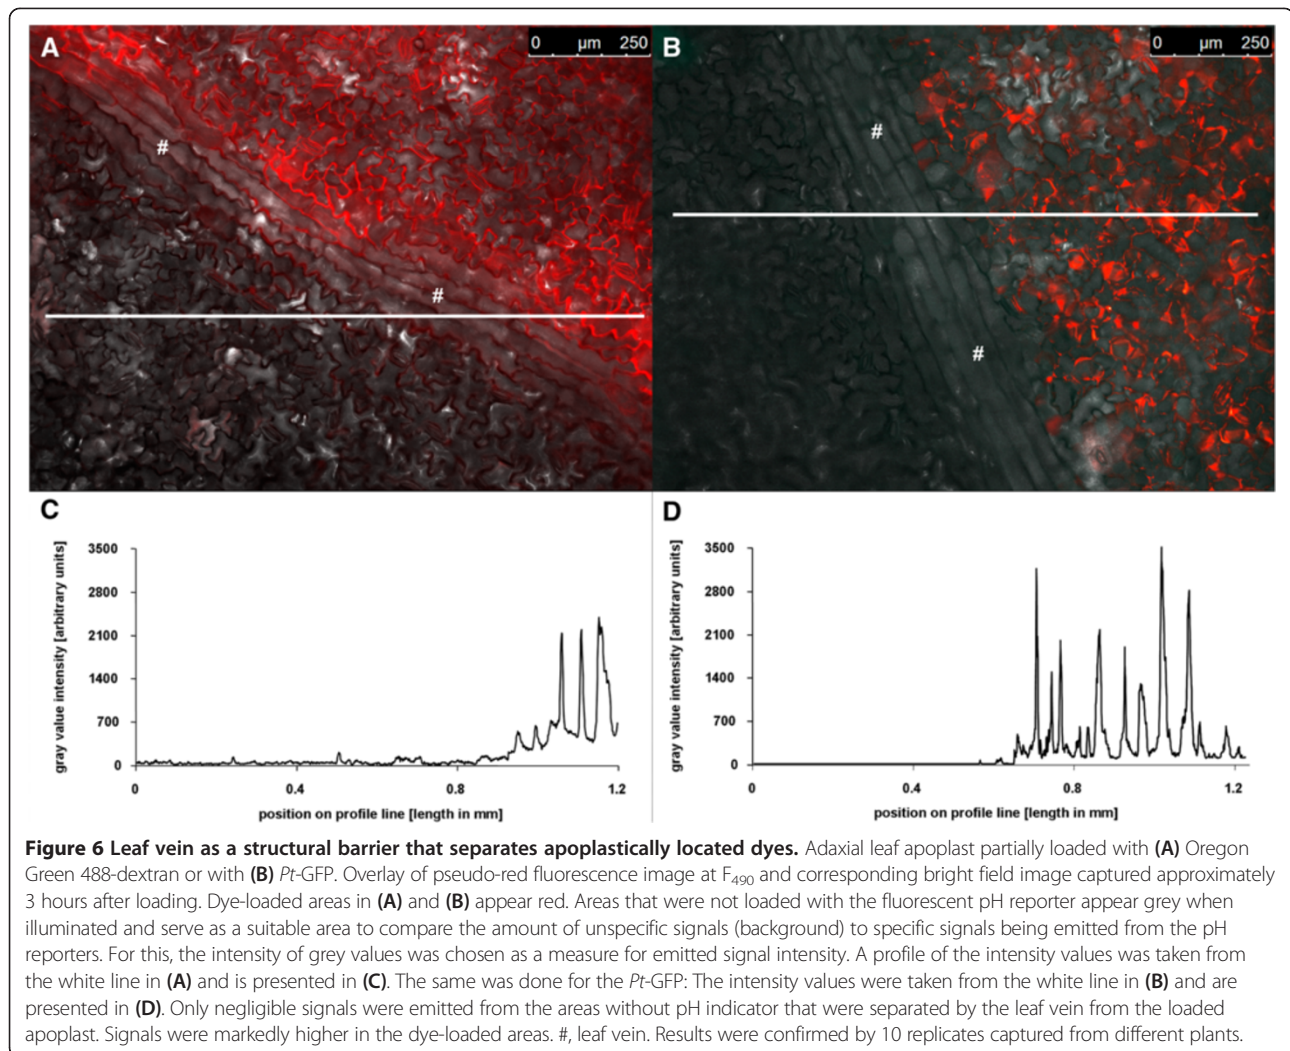 A
0 µm 250
B
0 µm 250
#
#
#
#
C
D
gray value intensity [arbitrary units]
3500
2800
2100
1400
700
0
0 0.4 0.8 1.2
position on profile line [length in mm]
gray value intensity [arbitrary units]
3500
2800
2100
1400
700
0
0 0.4 0.8 1.2
position on profile line [length in mm]
Figure 6 Leaf vein as a structural barrier that separates apoplastically located dyes. Adaxial leaf apoplast partially loaded with (A) Oregon
Green 488-dextran or with (B) Pt-GFP. Overlay of pseudo-red fluorescence image at F490 and corresponding bright field image captured approximately
3 hours after loading. Dye-loaded areas in (A) and (B) appear red. Areas that were not loaded with the fluorescent pH reporter appear grey when
illuminated and serve as a suitable area to compare the amount of unspecific signals (background) to specific signals being emitted from the pH
reporters. For this, the intensity of grey values was chosen as a measure for emitted signal intensity. A profile of the intensity values was taken from
the white line in (A) and is presented in (C). The same was done for the Pt-GFP: The intensity values were taken from the white line in (B) and are
presented in (D). Only negligible signals were emitted from the areas without pH indicator that were separated by the leaf vein from the loaded
apoplast. Signals were markedly higher in the dye-loaded areas. #, leaf vein. Results were confirmed by 10 replicates captured from different plants.